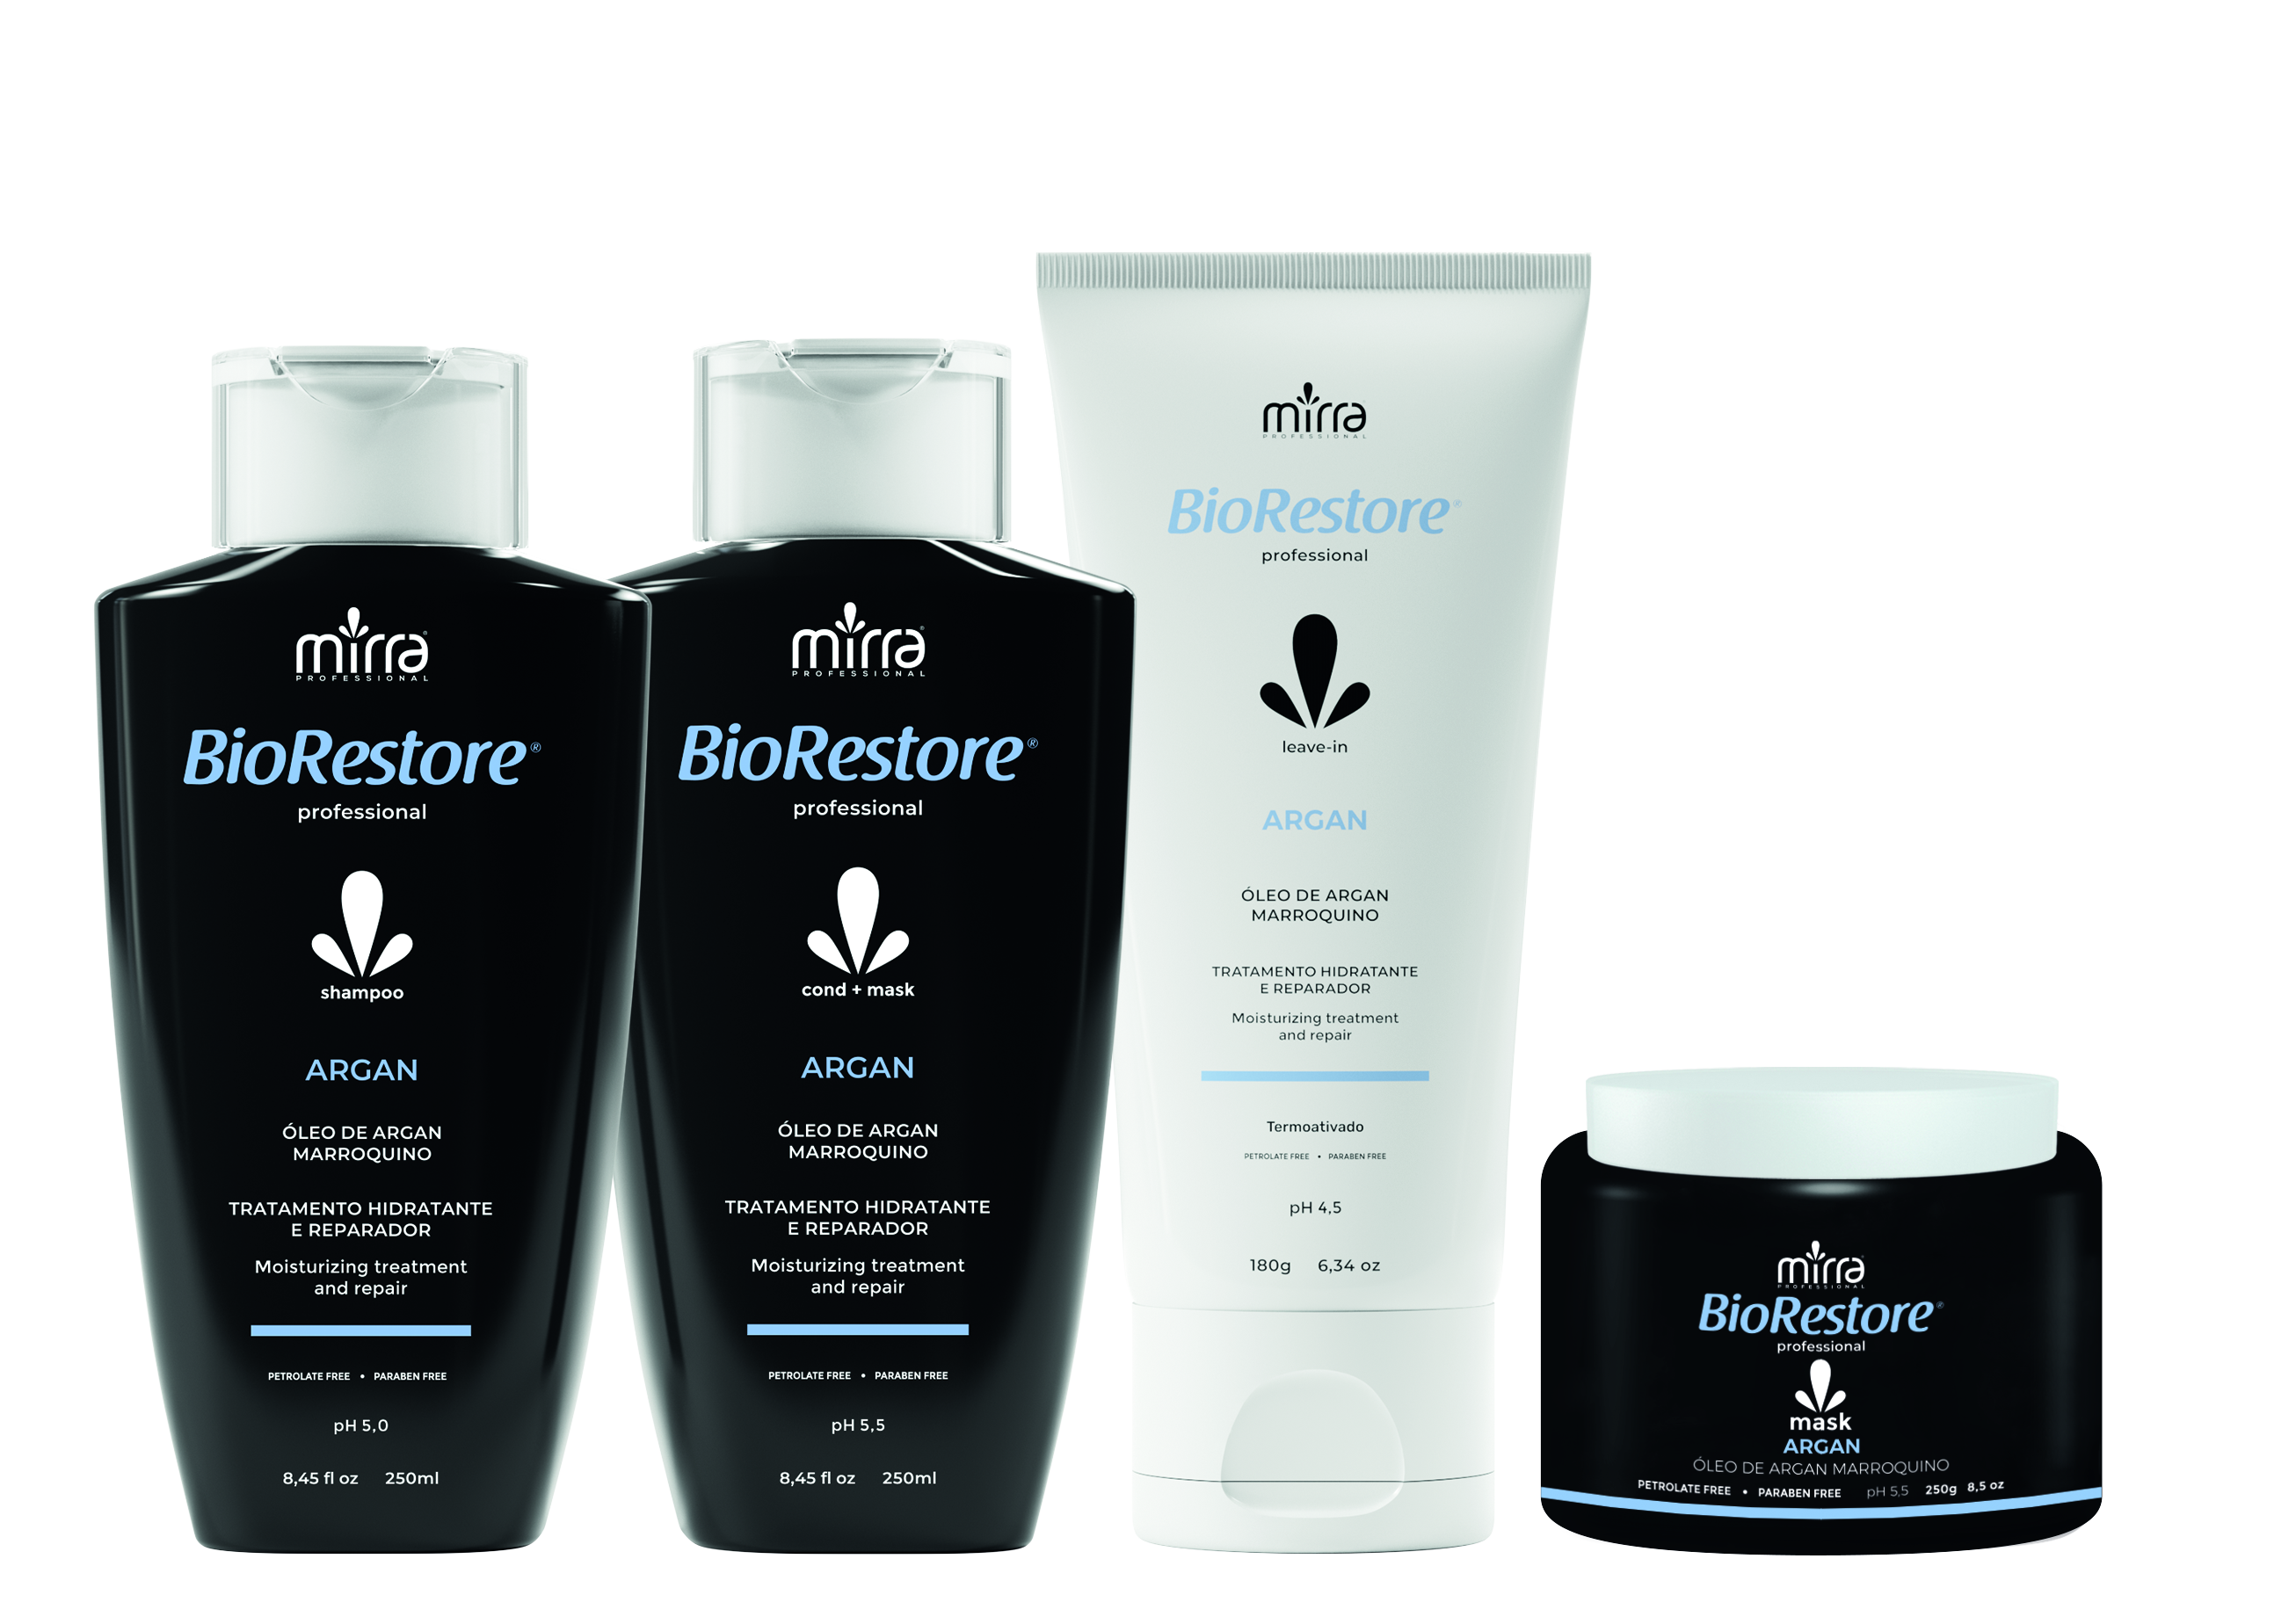 mirra®
PROFESSIONAL
BioRestore®
professional
shampoo
ARGAN
ÓLEO DE ARGAN
MARROQUINO
TRATAMENTO HIDRATANTE
E REPARADOR
Moisturizing treatment
and repair
PETROLATE FREE • PARABEN FREE
pH 5,0
8,45 fl oz 250ml
mirra®
PROFESSIONAL
BioRestore®
professional
cond + mask
ARGAN
ÓLEO DE ARGAN
MARROQUINO
TRATAMENTO HIDRATANTE
E REPARADOR
Moisturizing treatment
and repair
PETROLATE FREE • PARABEN FREE
pH 5,5
8,45 fl oz 250ml
mirra
PROFESSIONAL
BioRestore®
professional
leave-in
ARGAN
ÓLEO DE ARGAN
MARROQUINO
TRATAMENTO HIDRATANTE
E REPARADOR
Moisturizing treatment
and repair
Termoativado
PETROLATE FREE • PARABEN FREE
pH 4,5
180g 6,34 oz
mirra
PROFESSIONAL
BioRestore®
professional
mask
ARGAN
ÓLEO DE ARGAN MARROQUINO
PETROLATE FREE • PARABEN FREE pH 5,5 250g 8,5 oz